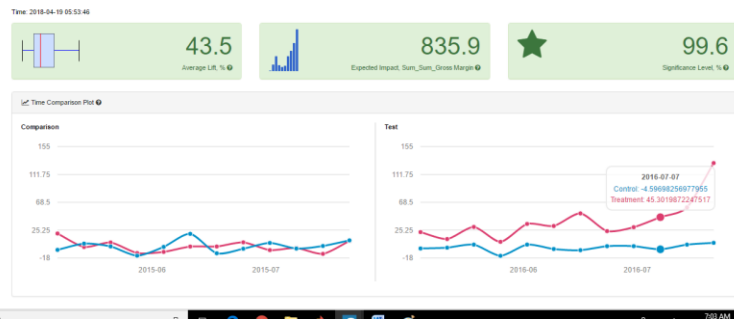 Time: 2018-04-19 05:53:46
43.5
Average Lift, %
835.9
Expected Impact, Sum_Sum_Gross Margin
99.6
Significance Level, %
Time Comparison Plot
Comparison
155
111.75
68.5
25.25
-18
2015-06
2015-07
Test
155
111.75
68.5
25.25
-18
2016-06
2016-07
2016-07-07
Control: -4.59698256977955
Treatment: 45.3019872247517
7:03 AM